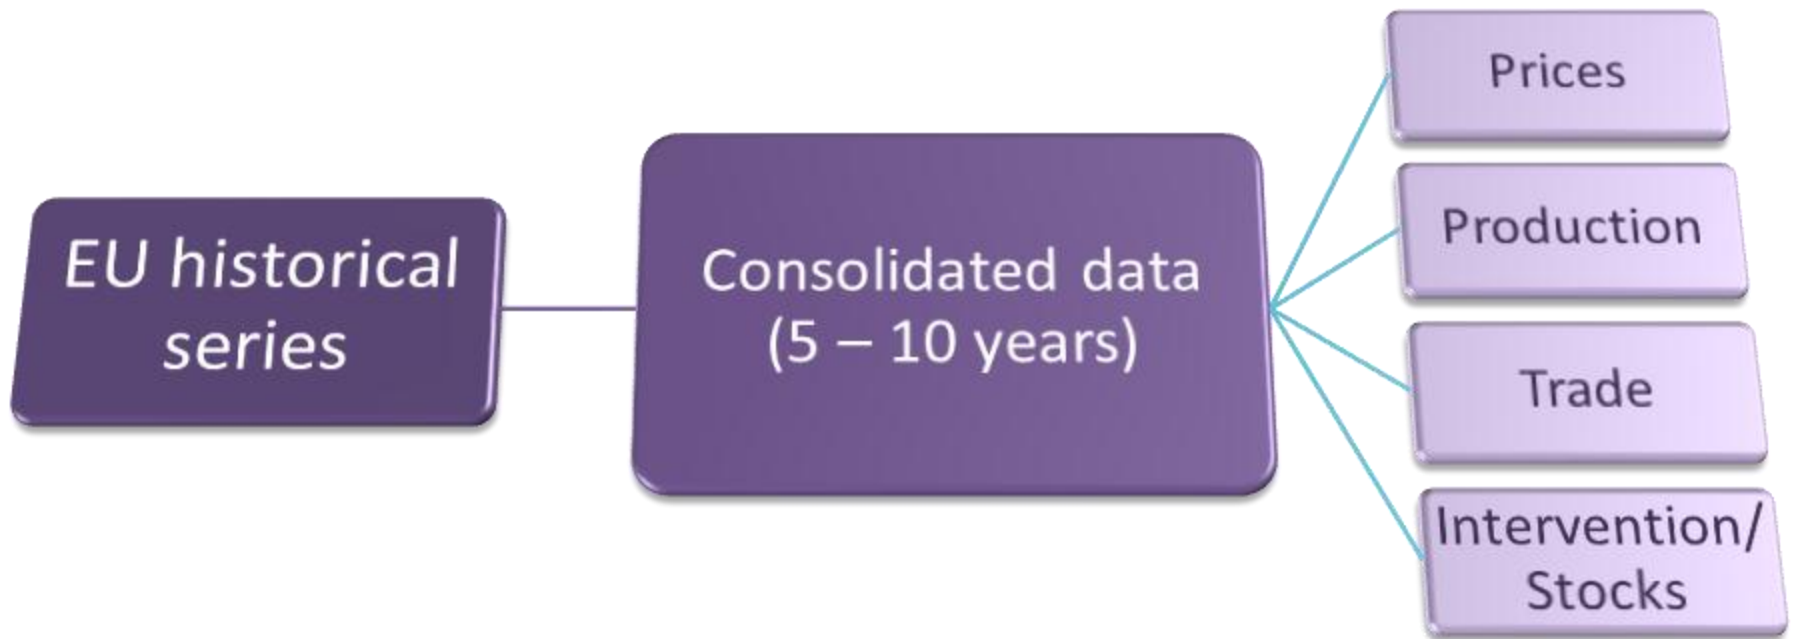 EU historical
series
Consolidated data
(5 – 10 years)
Prices
Production
Trade
Intervention/
Stocks